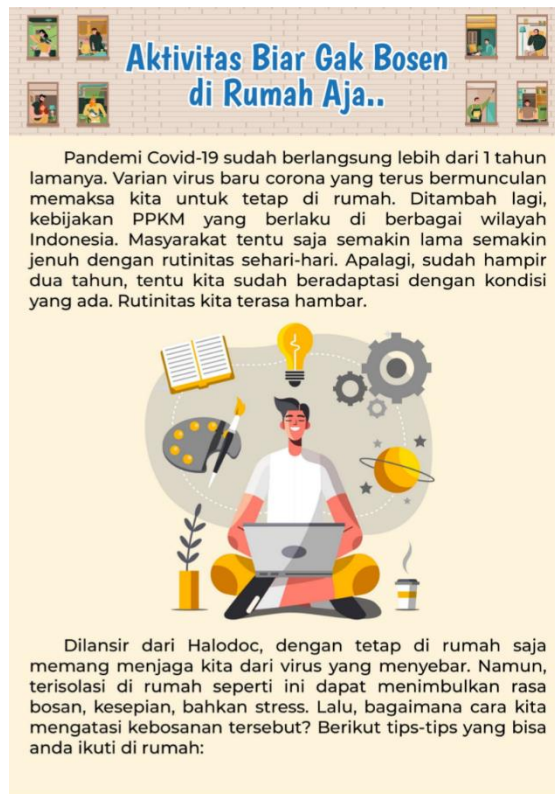 Aktivitas Biar Gak Bosen
di Rumah Aja..
Pandemi Covid-19 sudah berlangsung lebih dari 1 tahun
lamanya. Varian virus baru corona yang terus bermunculan
memaksa kita untuk tetap di rumah. Ditambah lagi,
kebijakan PPKM yang berlaku di berbagai wilayah
Indonesia. Masyarakat tentu saja semakin lama semakin
jenuh dengan rutinitas sehari-hari. Apalagi, sudah hampir
dua tahun, tentu kita sudah beradaptasi dengan kondisi
yang ada. Rutinitas kita terasa hambar.
Dilansir dari Halodoc, dengan tetap di rumah saja
memang menjaga kita dari virus yang menyebar. Namun,
terisolasi di rumah seperti ini dapat menimbulkan rasa
bosan, kesepian, bahkan stress. Lalu, bagaimana cara kita
mengatasi kebosanan tersebut? Berikut tips-tips yang bisa
anda ikuti di rumah: